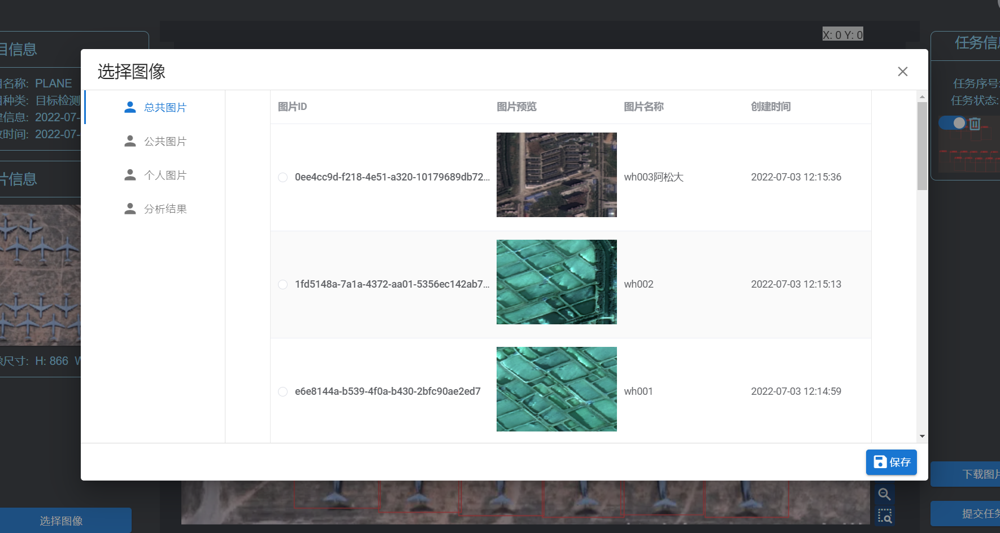 X: 0 Y: 0
目信息
任务信息
选择图像
目名称: PLANE
目种类: 目标检测
建信息: 2022-07-
改时间: 2022-07-
任务序号:
任务状态:
总共图片
公共图片
个人图片
分析结果
图片ID 图片预览 图片名称 创建时间
0ee4cc9d-f218-4e51-a320-10179689db72... wh003阿松大 2022-07-03 12:15:36
1fd5148a-7a1a-4372-aa01-5356ec142ab7... wh002 2022-07-03 12:15:13
e6e8144a-b539-4f0a-b430-2bfc90ae2ed7 wh001 2022-07-03 12:14:59
片信息
像尺寸: H: 866 W
保存
下载图片
选择图像
提交任务